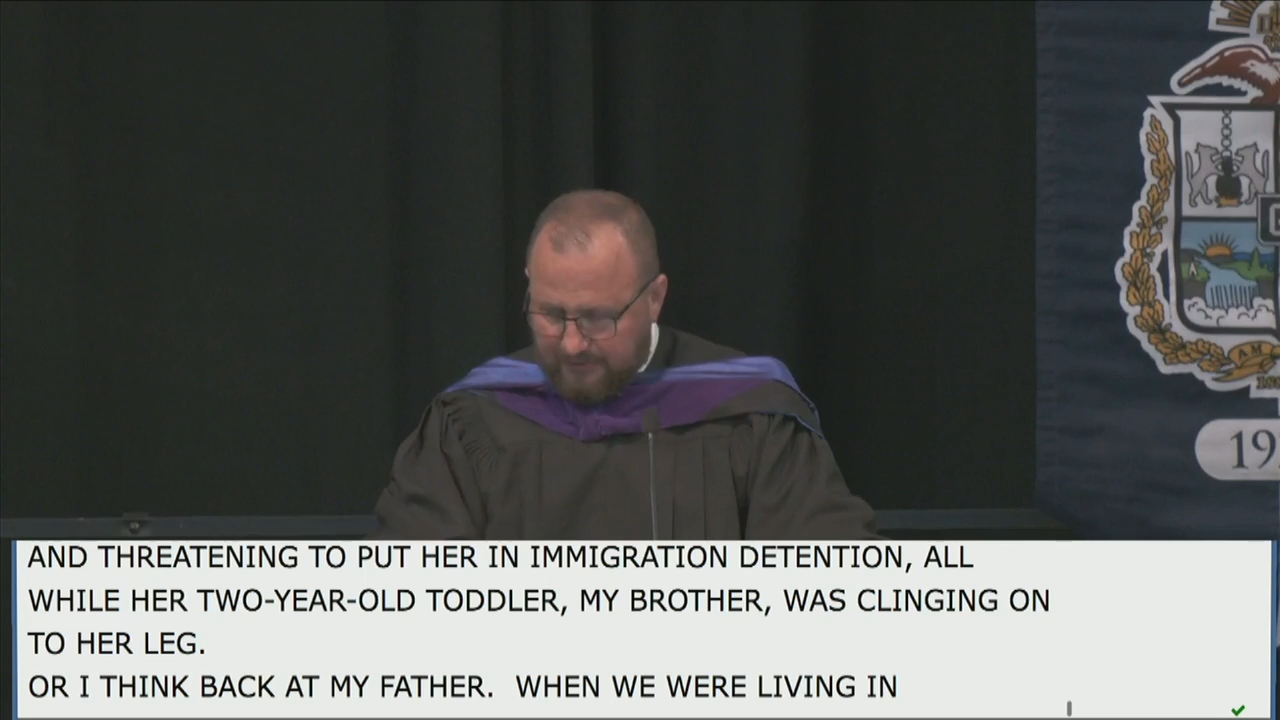 19
AND THREATENING TO PUT HER IN IMMIGRATION DETENTION, ALL
WHILE HER TWO-YEAR-OLD TODDLER, MY BROTHER, WAS CLINGING ON
TO HER LEG.
OR I THINK BACK AT MY FATHER.  WHEN WE WERE LIVING IN